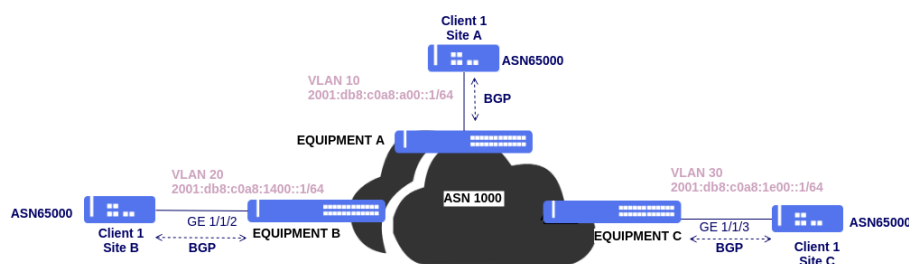 Client 1
Site A
ASN65000
VLAN 10
2001:db8:c0a8:a00::1/64
BGP
EQUIPMENT A
VLAN 20
2001:db8:c0a8:1400::1/64
VLAN 30
2001:db8:c0a8:1e00::1/64
ASN 1000
ASN65000
GE 1/1/2
EQUIPMENT B
Client 1
Site B
BGP
EQUIPMENT C
GE 1/1/3
ASN65000
BGP
Client 1
Site C